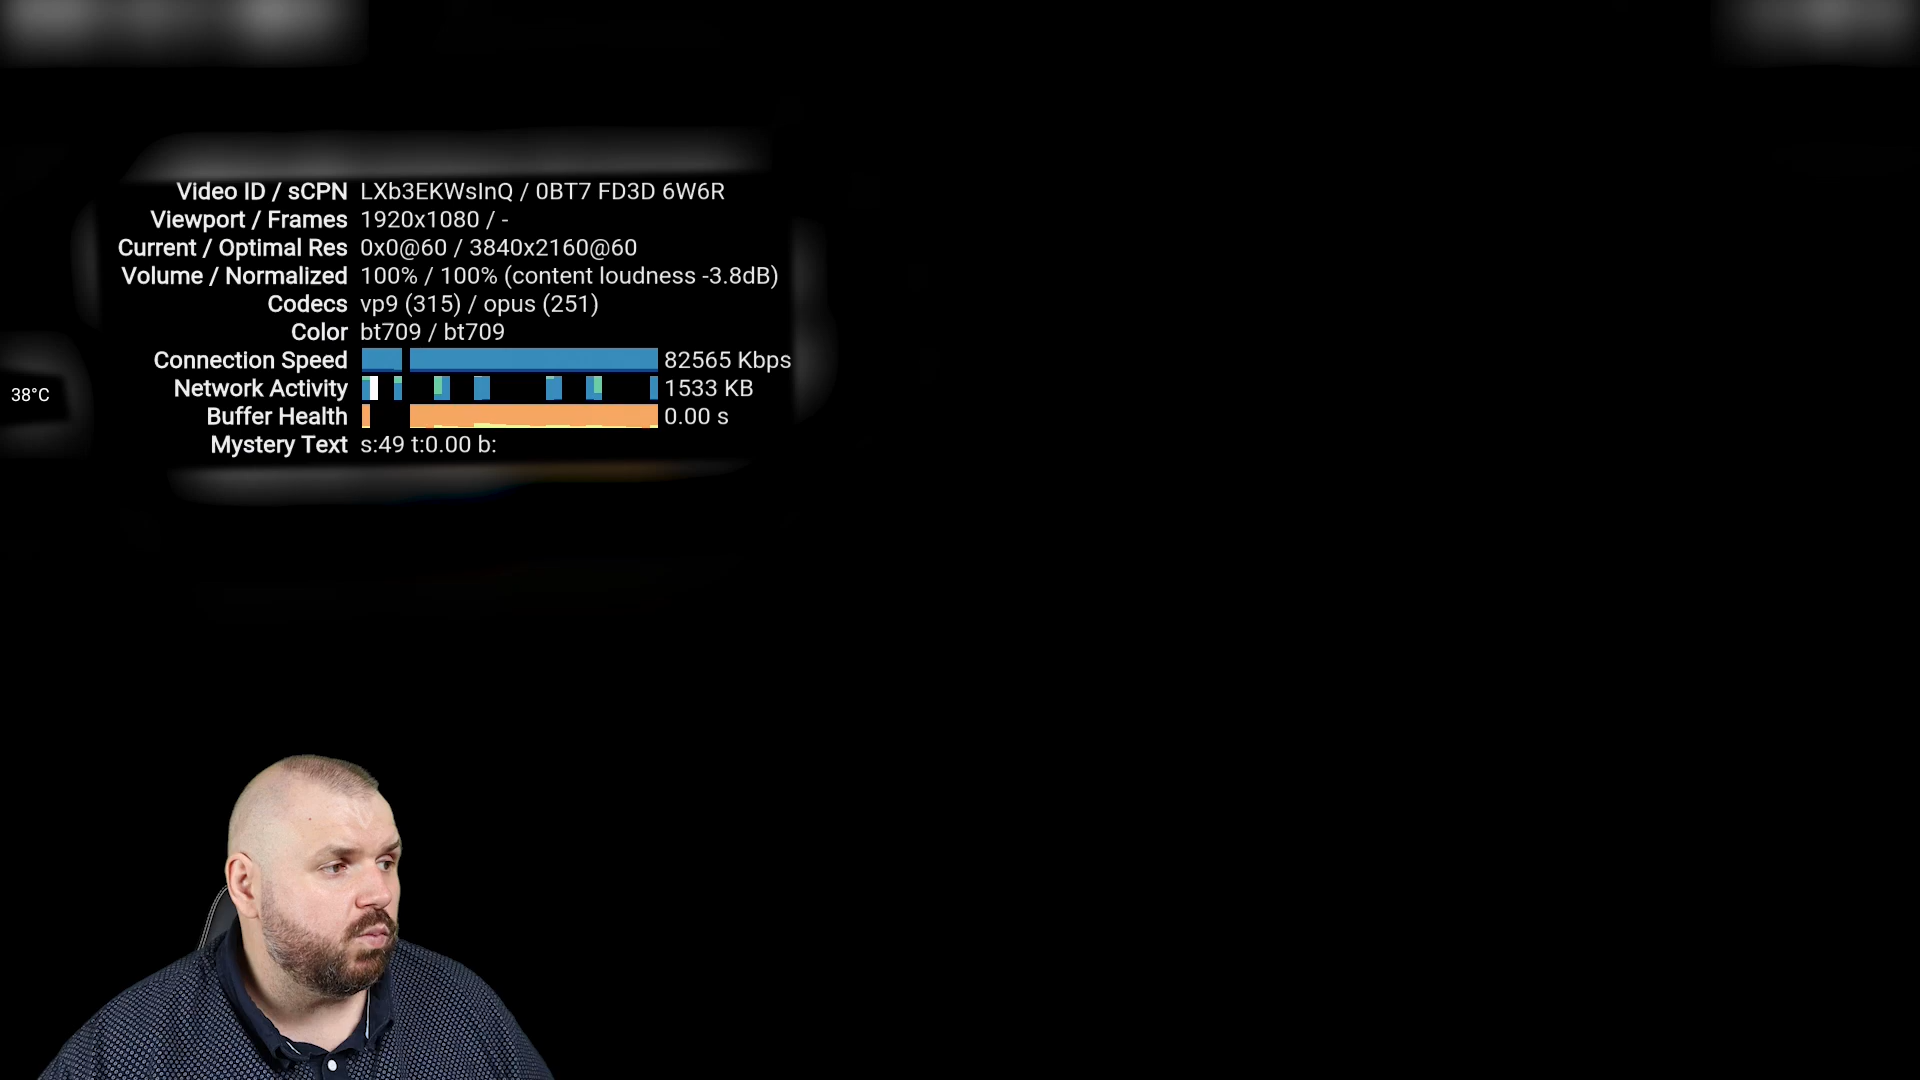 Video ID / sCPN LXb3EKWsInQ / 0BT7 FD3D 6W6R
Viewport / Frames 1920x1080 / -
Current / Optimal Res 0x0@60 / 3840x2160@60
Volume / Normalized 100% / 100% (content loudness -3.8dB)
Codecs vp9 (315) / opus (251)
Color bt709 / bt709
Connection Speed 82565 Kbps
Network Activity 1533 KB
38°C
Buffer Health 0.00 s
Mystery Text s:49 t:0.00 b: